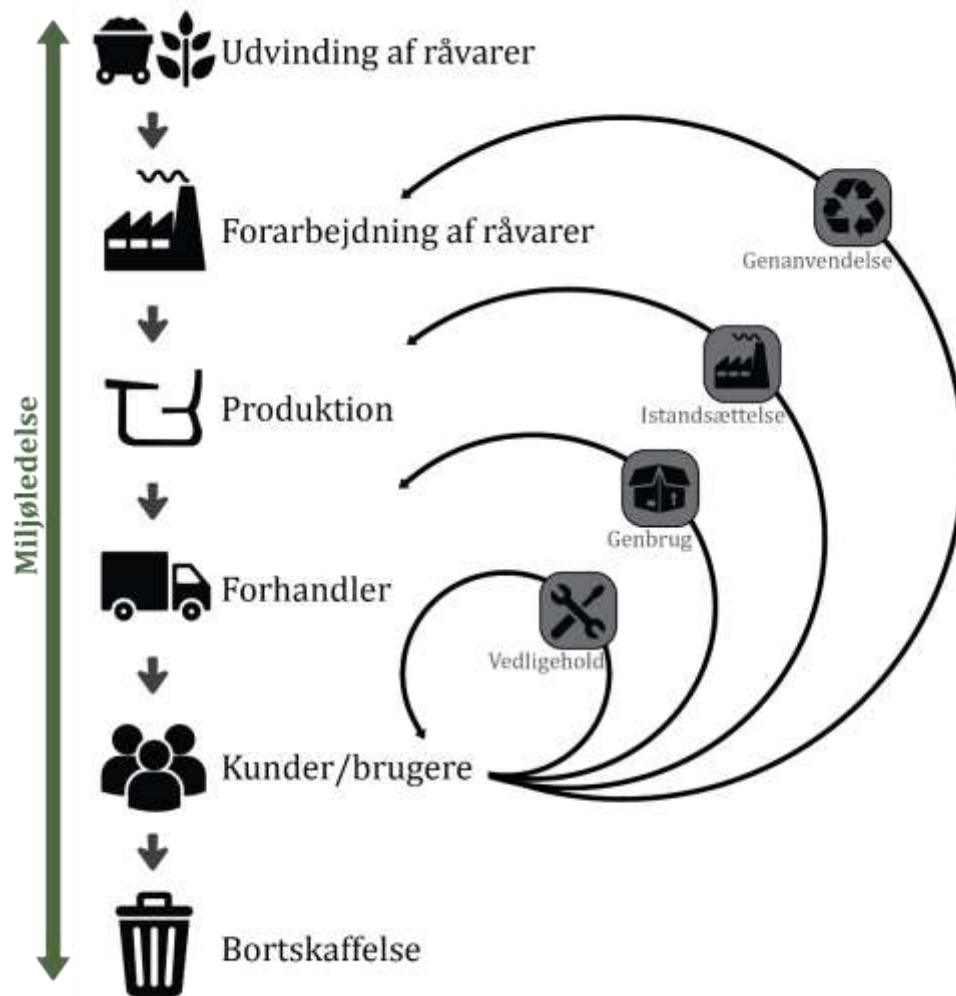 Udvinding af råvarer
Forarbejdning af råvarer
Genanvendelse
Produktion
Istandsættelse
Genbrug
Forhandler
Vedligehold
Kunder/brugere
Bortskaffelse
Miljøledelse